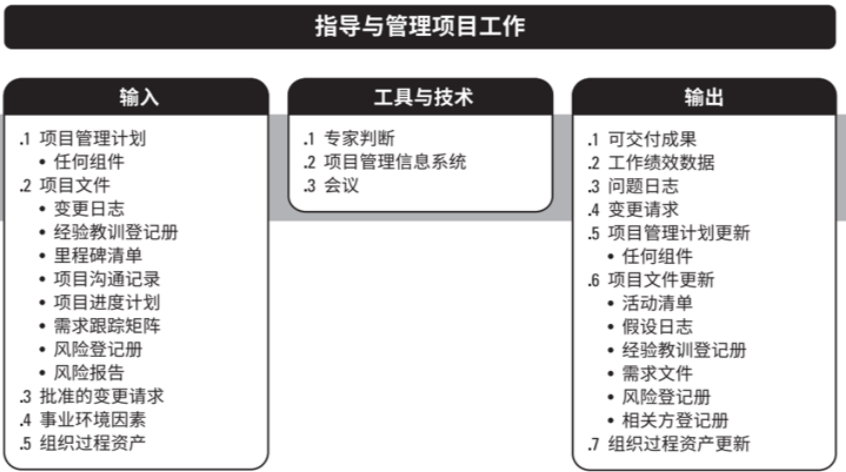 指导与管理项目工作
输入
.1 项目管理计划
• 任何组件
.2 项目文件
• 变更日志
• 经验教训登记册
• 里程碑清单
• 项目沟通记录
• 项目进度计划
• 需求跟踪矩阵
• 风险登记册
• 风险报告
.3 批准的变更请求
.4 事业环境因素
.5 组织过程资产
工具与技术
.1 专家判断
.2 项目管理信息系统
.3 会议
输出
.1 可交付成果
.2 工作绩效数据
.3 问题日志
.4 变更请求
.5 项目管理计划更新
• 任何组件
.6 项目文件更新
• 活动清单
• 假设日志
• 经验教训登记册
• 需求文件
• 风险登记册
• 相关方登记册
.7 组织过程资产更新